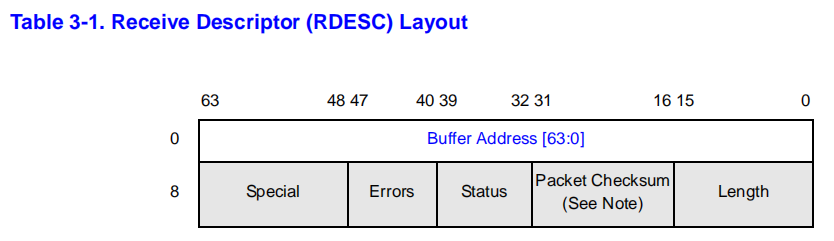 Table 3-1. Receive Descriptor (RDESC) Layout
63 48 47 40 39 32 31 16 15 0
0 Buffer Address [63:0]
8 Special Errors Status Packet Checksum (See Note) Length